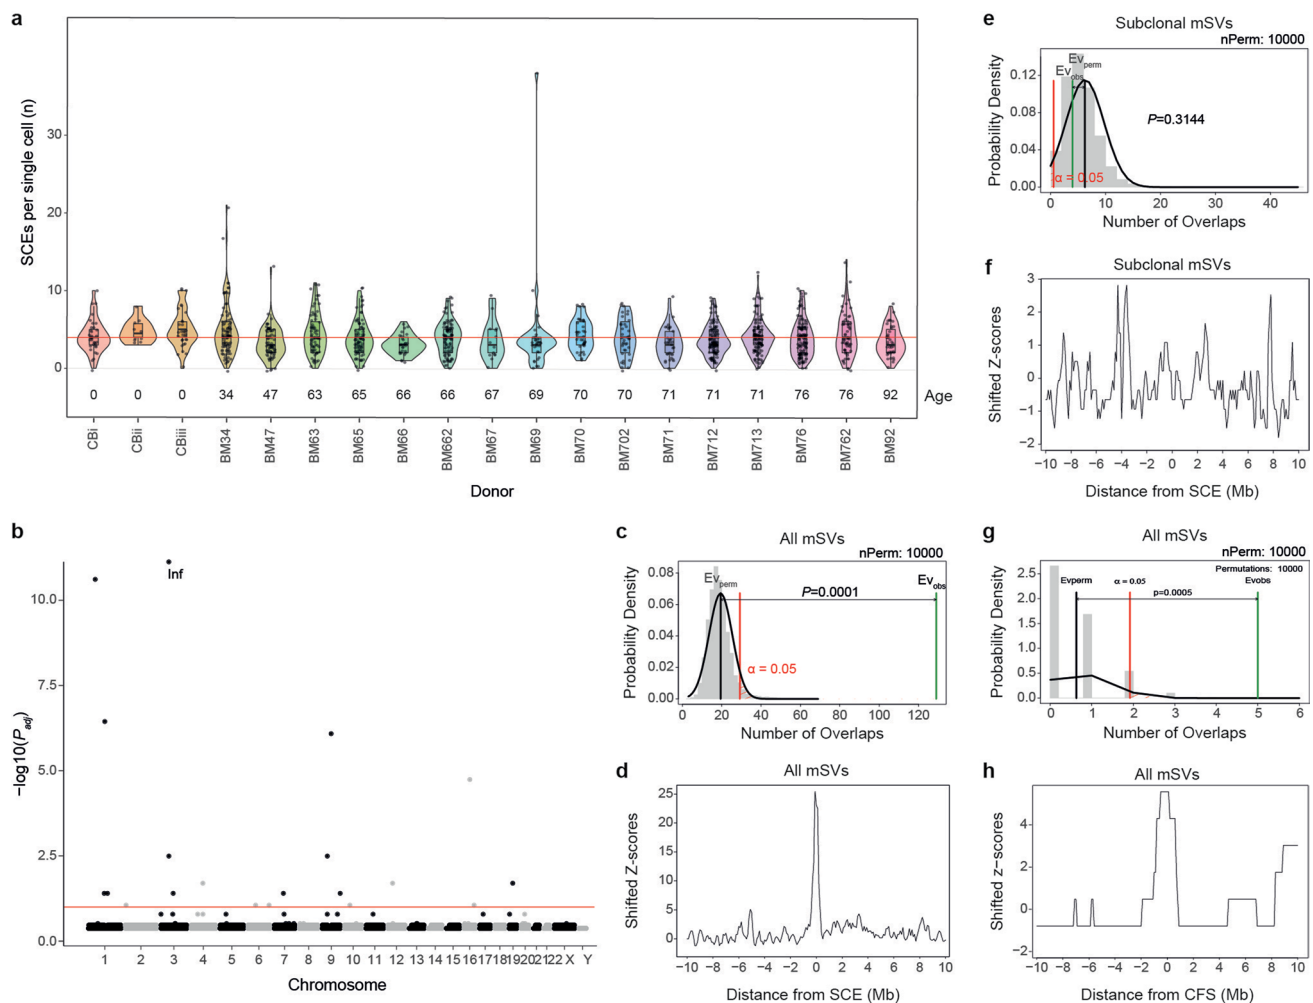 a
SCEs per single cell (n)
30
20
10
0
0 0 0 34 47 63 65 66 66 67 69 70 70 71 71 71 76 76 92 Age
CBi CBii CBiii BM34 BM47 BM63 BM65 BM66 BM662 BM67 BM69 BM70 BM702 BM71 BM712 BM713 BM76 BM762 BM92
Donor
b
−log10(Padj)
Inf
10.0
7.5
5.0
2.5
0.0
1 2 3 4 5 6 7 8 9 10 11 12 13 14 15 16 17 18 19 20 21 22 X Y
Chromosome
c
All mSVs
nPerm: 10000
Probability Density
0.08
0.06
0.04
0.02
0.00
Evperm
P=0.0001
Evobs
α = 0.05
0 20 40 60 80 100 120
Number of Overlaps
d
All mSVs
Shifted Z-scores
25
20
15
10
5
0
−10 −8 −6 −4 −2 0 2 4 6 8 10
Distance from SCE (Mb)
e
Subclonal mSVs
nPerm: 10000
Probability Density
0.12
0.08
0.04
0.00
Evperm
Evobs
P=0.3144
α = 0.05
0 10 20 30 40
Number of Overlaps
f
Subclonal mSVs
Shifted Z-scores
3
2
1
0
−1
−2
−10 −8 −6 −4 −2 0 2 4 6 8 10
Distance from SCE (Mb)
g
All mSVs
nPerm: 10000
Permutations: 10000
Probability Density
2.5
2.0
1.5
1.0
0.5
0.0
Evperm
α = 0.05
Evobs
p=0.0005
0 1 2 3 4 5 6
Number of Overlaps
h
All mSVs
Shifted z−scores
4
2
0
−2
−10 −8 −6 −4 −2 0 2 4 6 8 10
Distance from CFS (Mb)